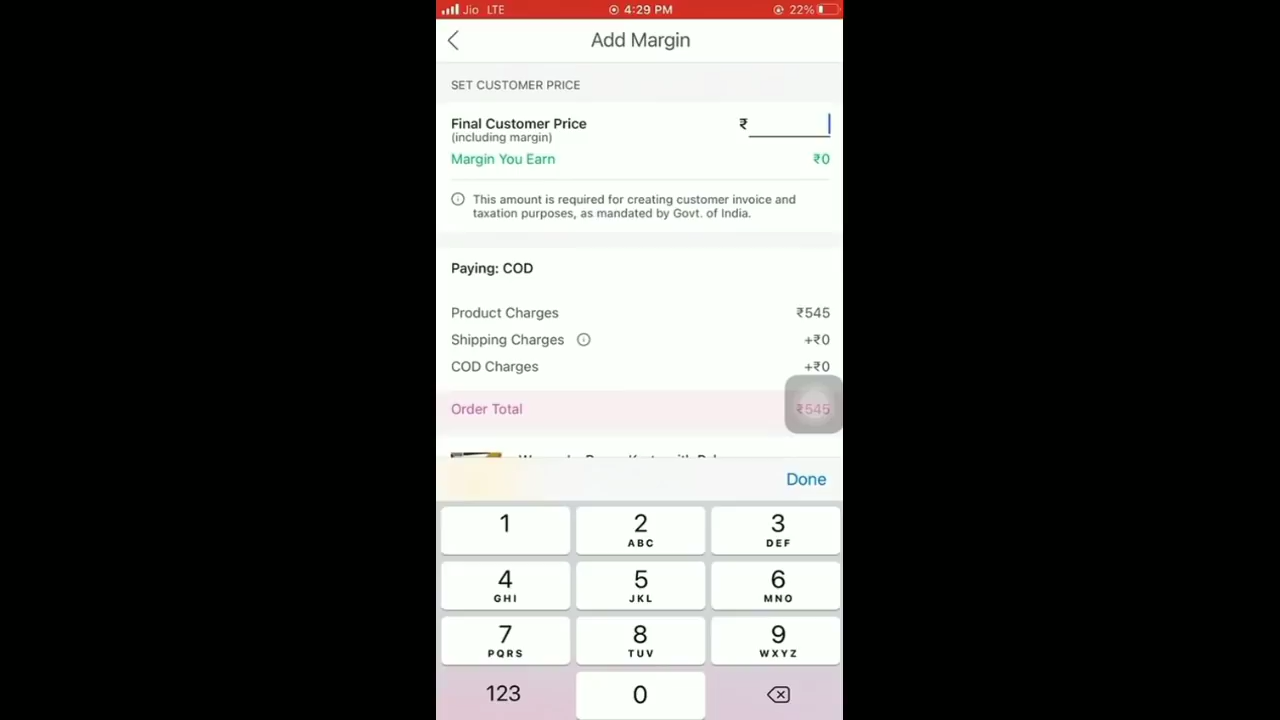 Jio LTE 4:29 PM 22%
Add Margin
SET CUSTOMER PRICE
Final Customer Price ₹
(including margin)
Margin You Earn ₹0
This amount is required for creating customer invoice and
taxation purposes, as mandated by Govt. of India.
Paying: COD
Product Charges ₹545
Shipping Charges +₹0
COD Charges +₹0
Order Total ₹545
Done
1 2 3
ABC DEF
4 5 6
GHI JKL MNO
7 8 9
PQRS TUV WXYZ
123 0